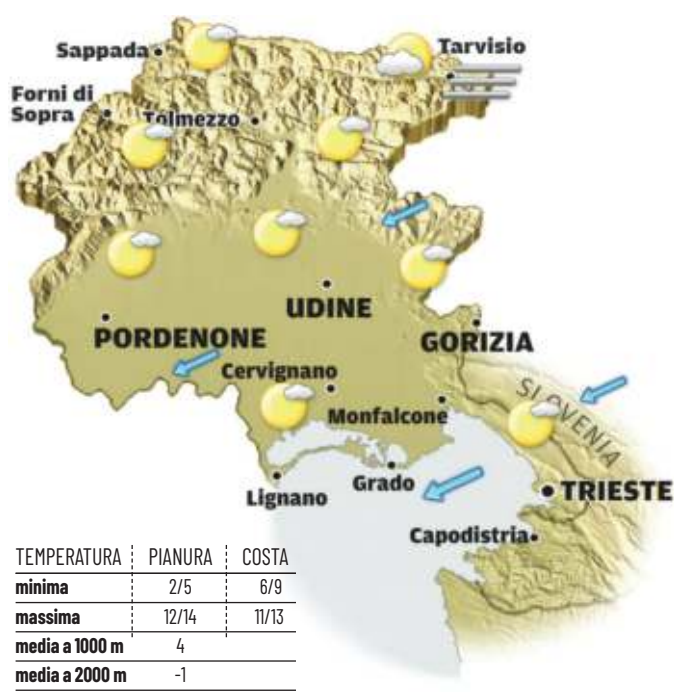 Sappada
Tarvisio
Forni di
Sopra
Tolmezzo
UDINE
PORDENONE
GORIZIA
Cervignano
SLOVENIA
Monfalcone
Lignano
Grado
TRIESTE
Capodistria
TEMPERATURA PIANURA COSTA
minima 2/5 6/9
massima 12/14 11/13
media a 1000 m 4
media a 2000 m -1